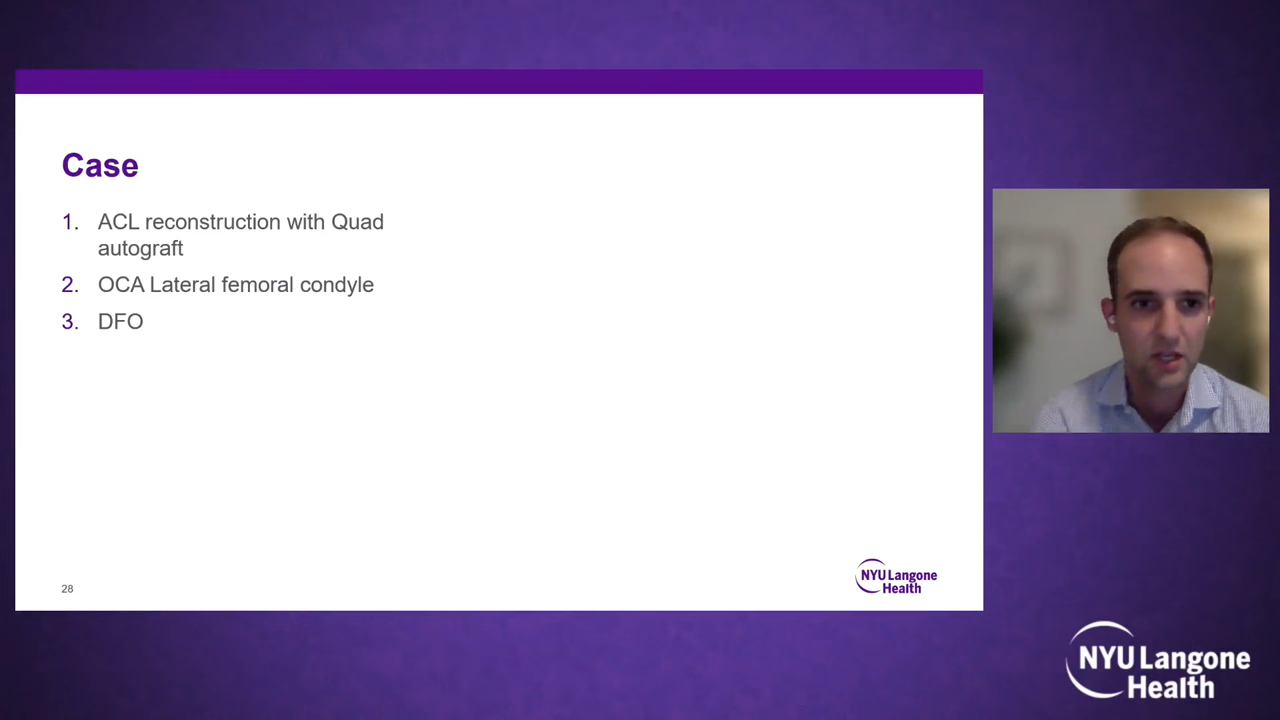 Case
1. ACL reconstruction with Quad
autograft
2. OCA Lateral femoral condyle
3. DFO
28
NYU Langone
Health
NYU Langone
Health